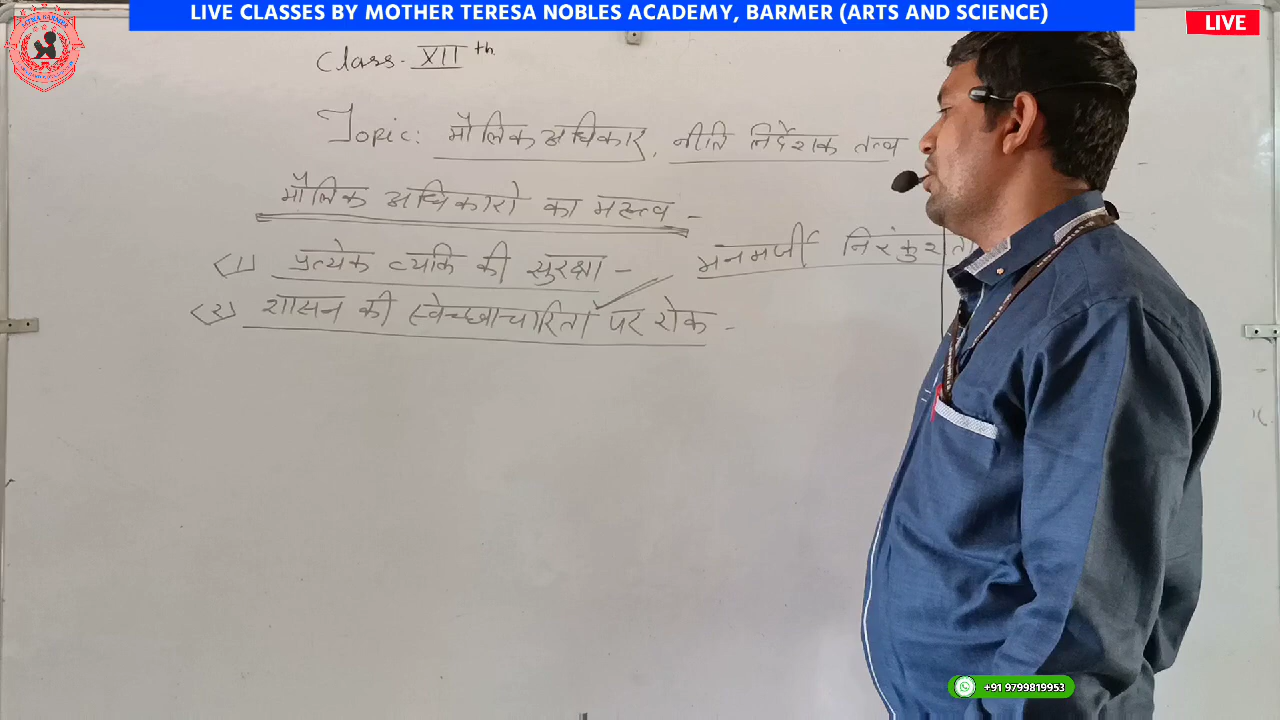 LIVE CLASSES BY MOTHER TERESA NOBLES ACADEMY, BARMER (ARTS AND SCIENCE)
LIVE
Class- XII th
Topic: मौलिक अधिकार, नीति निर्देशक तत्व
मौलिक अधिकारो का महत्व -
<1> प्रत्येक व्यक्ति की सुरक्षा - मनमर्जी निरंकुशता
<2> शासन की स्वेच्छाचारिता पर रोक -
+91 9799819953